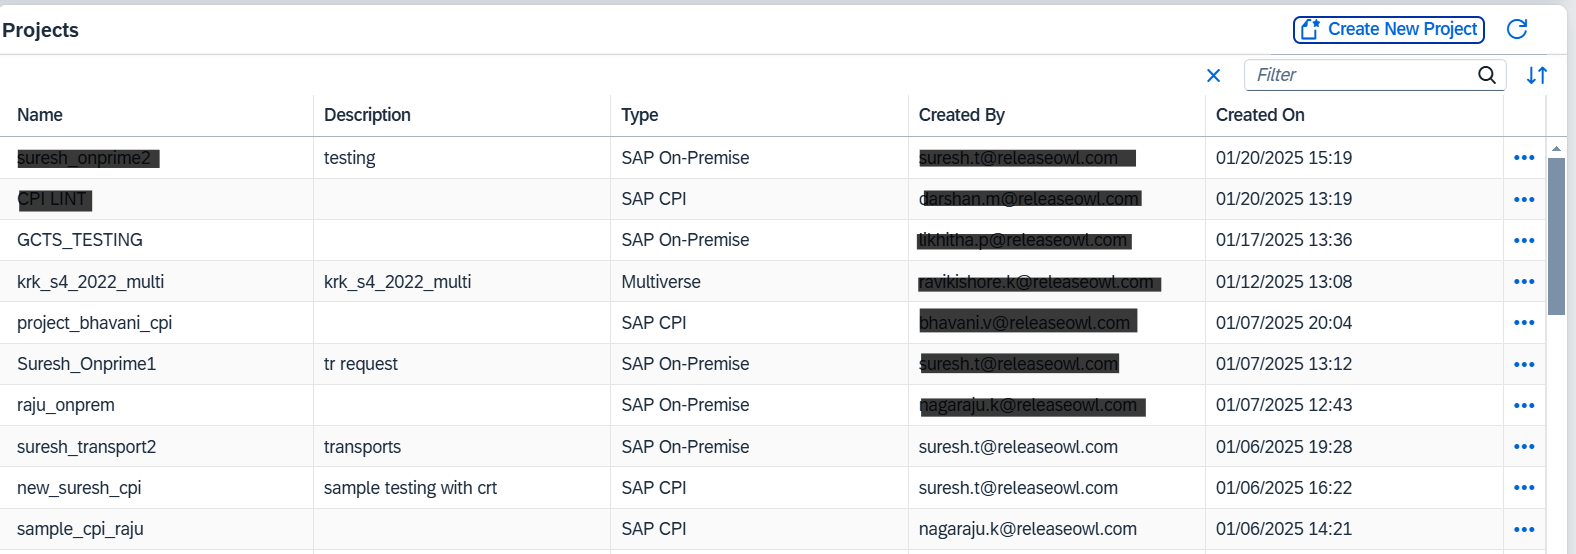 Projects
Create New Project
Filter
Name Description Type Created By Created On
suresh_onprime2 testing SAP On-Premise suresh.t@releaseowl.com 01/20/2025 15:19
CPI LINT SAP CPI darshan.m@releaseowl.com 01/20/2025 13:19
GCTS_TESTING SAP On-Premise likhitha.p@releaseowl.com 01/17/2025 13:36
krk_s4_2022_multi krk_s4_2022_multi Multiverse ravikishore.k@releaseowl.com 01/12/2025 13:08
project_bhavani_cpi SAP CPI bhavani.v@releaseowl.com 01/07/2025 20:04
Suresh_Onprime1 tr request SAP On-Premise suresh.t@releaseowl.com 01/07/2025 13:12
raju_onprem SAP On-Premise nagaraju.k@releaseowl.com 01/07/2025 12:43
suresh_transport2 transports SAP On-Premise suresh.t@releaseowl.com 01/06/2025 19:28
new_suresh_cpi sample testing with crt SAP CPI suresh.t@releaseowl.com 01/06/2025 16:22
sample_cpi_raju SAP CPI nagaraju.k@releaseowl.com 01/06/2025 14:21